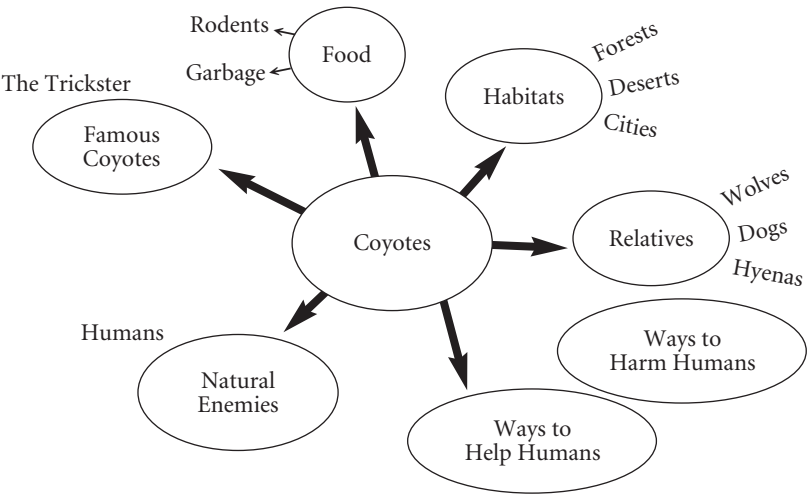 Rodents
Food
Garbage
Forests
Habitats
Deserts
Cities
The Trickster
Famous
Coyotes
Coyotes
Wolves
Relatives
Dogs
Hyenas
Humans
Natural
Enemies
Ways to
Harm Humans
Ways to
Help Humans